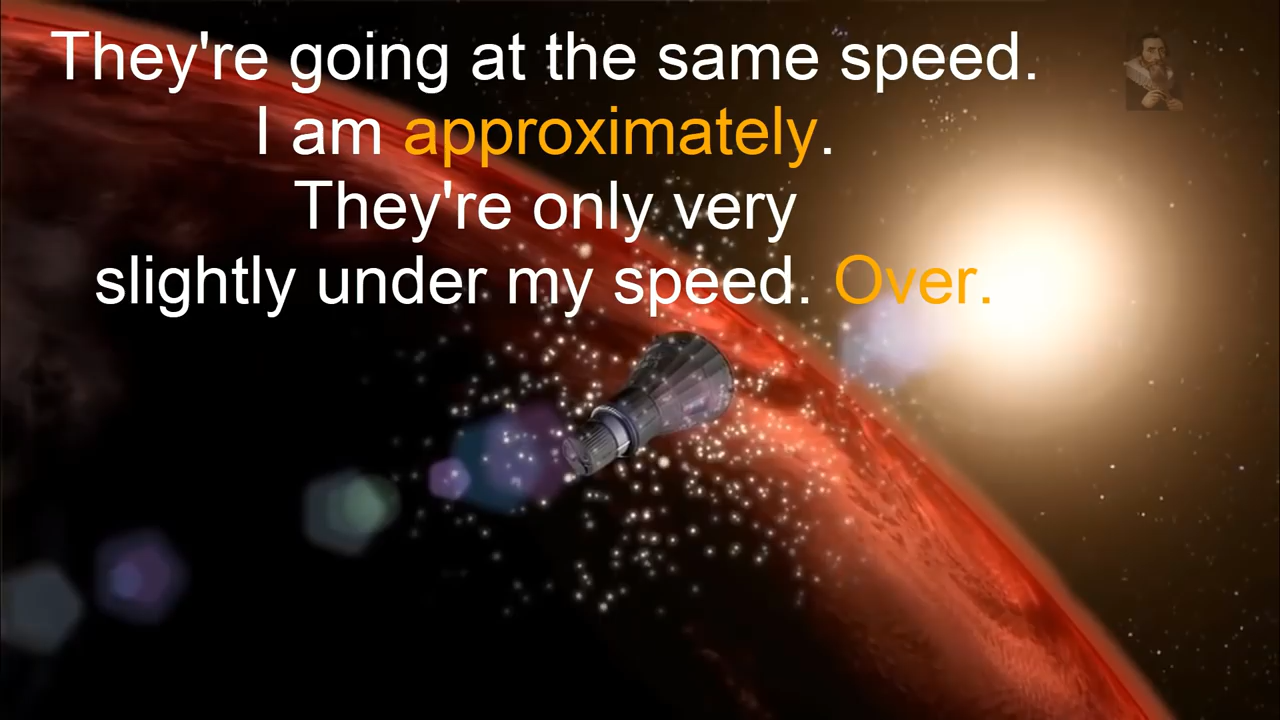 They're going at the same speed.
I am approximately.
They're only very
slightly under my speed. Over.